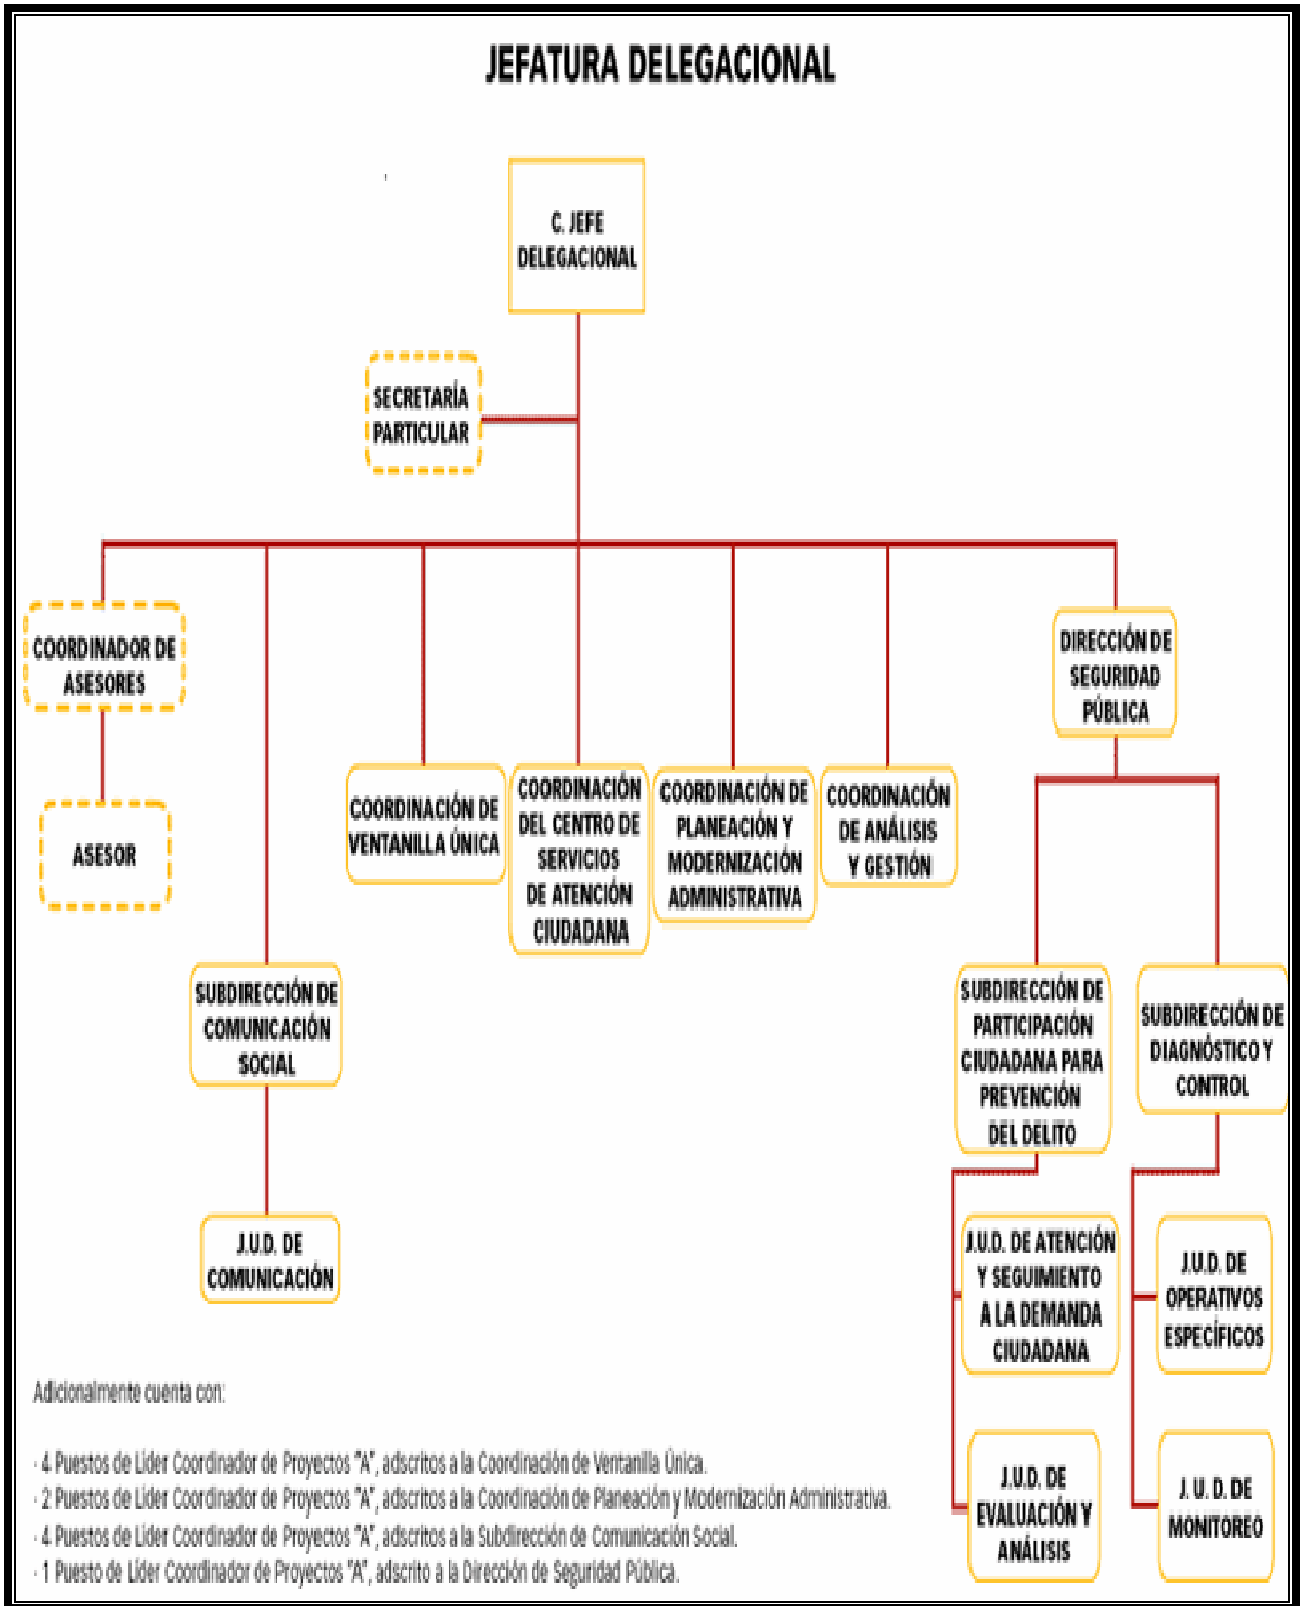 JEFATURA DELEGACIONAL
C. JEFE
DELEGACIONAL
SECRETARÍA
PARTICULAR
COORDINADOR DE
ASESORES
ASESOR
SUBDIRECCIÓN DE
COMUNICACIÓN
SOCIAL
J.U.D. DE
COMUNICACIÓN
COORDINACIÓN DE
VENTANILLA ÚNICA
COORDINACIÓN
DEL CENTRO DE
SERVICIOS
DE ATENCIÓN
CIUDADANA
COORDINACIÓN DE
PLANEACIÓN Y
MODERNIZACIÓN
ADMINISTRATIVA
COORDINACIÓN
DE ANÁLISIS
Y GESTIÓN
DIRECCIÓN DE
SEGURIDAD
PÚBLICA
SUBDIRECCIÓN DE
PARTICIPACIÓN
CIUDADANA PARA
PREVENCIÓN
DEL DELITO
J.U.D. DE ATENCIÓN
Y SEGUIMIENTO
A LA DEMANDA
CIUDADANA
J.U.D. DE
EVALUACIÓN Y
ANÁLISIS
SUBDIRECCIÓN DE
DIAGNÓSTICO Y
CONTROL
J.U.D. DE
OPERATIVOS
ESPECÍFICOS
J. U. D. DE
MONITOREO
Adicionalmente cuenta con:
- 4 Puestos de Líder Coordinador de Proyectos "A", adscritos a la Coordinación de Ventanilla Única.
- 2 Puestos de Líder Coordinador de Proyectos "A", adscritos a la Coordinación de Planeación y Modernización Administrativa.
- 4 Puestos de Líder Coordinador de Proyectos "A", adscritos a la Subdirección de Comunicación Social.
- 1 Puesto de Líder Coordinador de Proyectos "A", adscrito a la Dirección de Seguridad Pública.